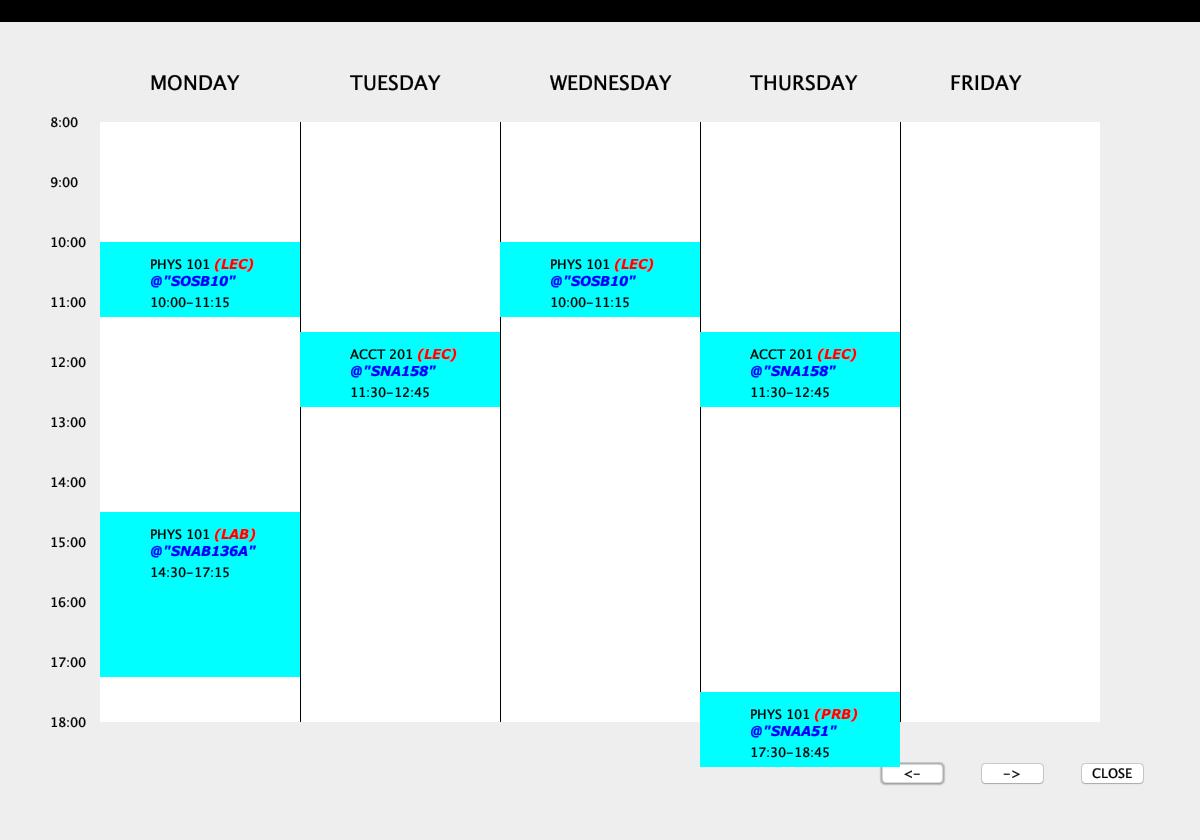 MONDAY TUESDAY WEDNESDAY THURSDAY FRIDAY
8:00
9:00
10:00
PHYS 101 (LEC) PHYS 101 (LEC)
@"SOSB10" @"SOSB10"
11:00 10:00-11:15 10:00-11:15
ACCT 201 (LEC) ACCT 201 (LEC)
12:00
@"SNA158" @"SNA158"
11:30-12:45 11:30-12:45
13:00
14:00
PHYS 101 (LAB)
15:00
@"SNAB136A"
14:30-17:15
16:00
17:00
PHYS 101 (PRB)
18:00
@"SNAA51"
17:30-18:45
<- -> CLOSE